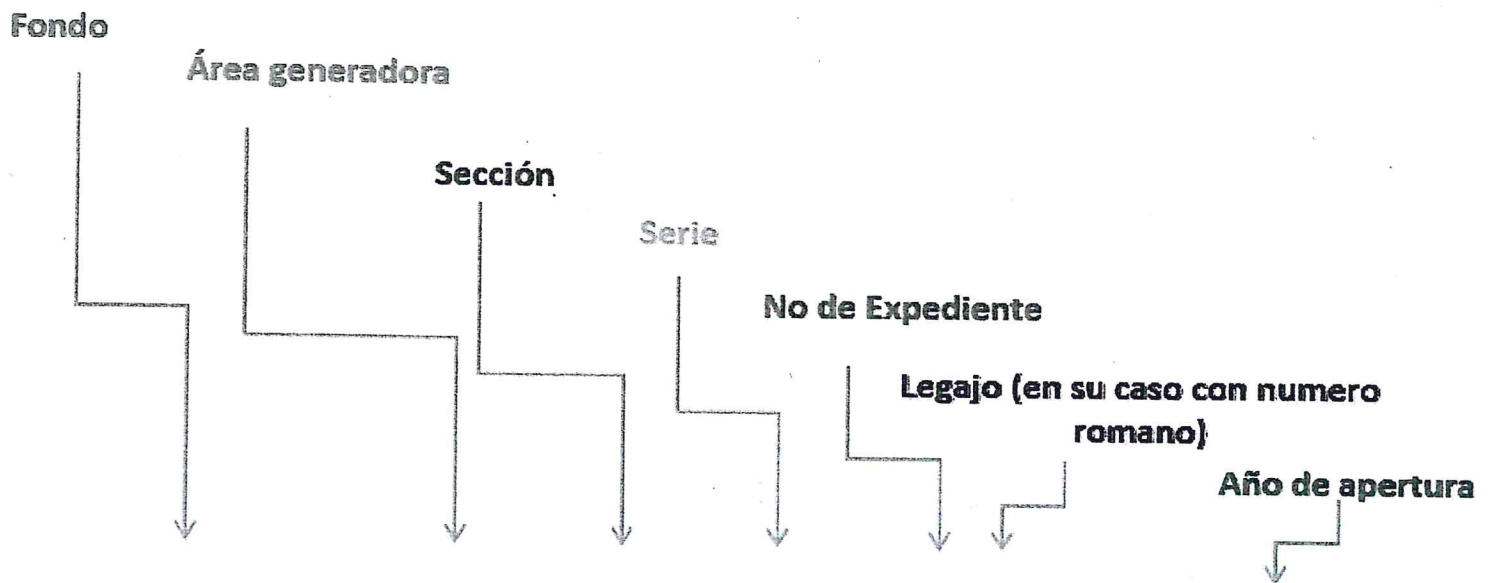 Fondo
Área generadora
Sección
Serie
No de Expediente
Legajo (en su caso con numero
romano)
Año de apertura